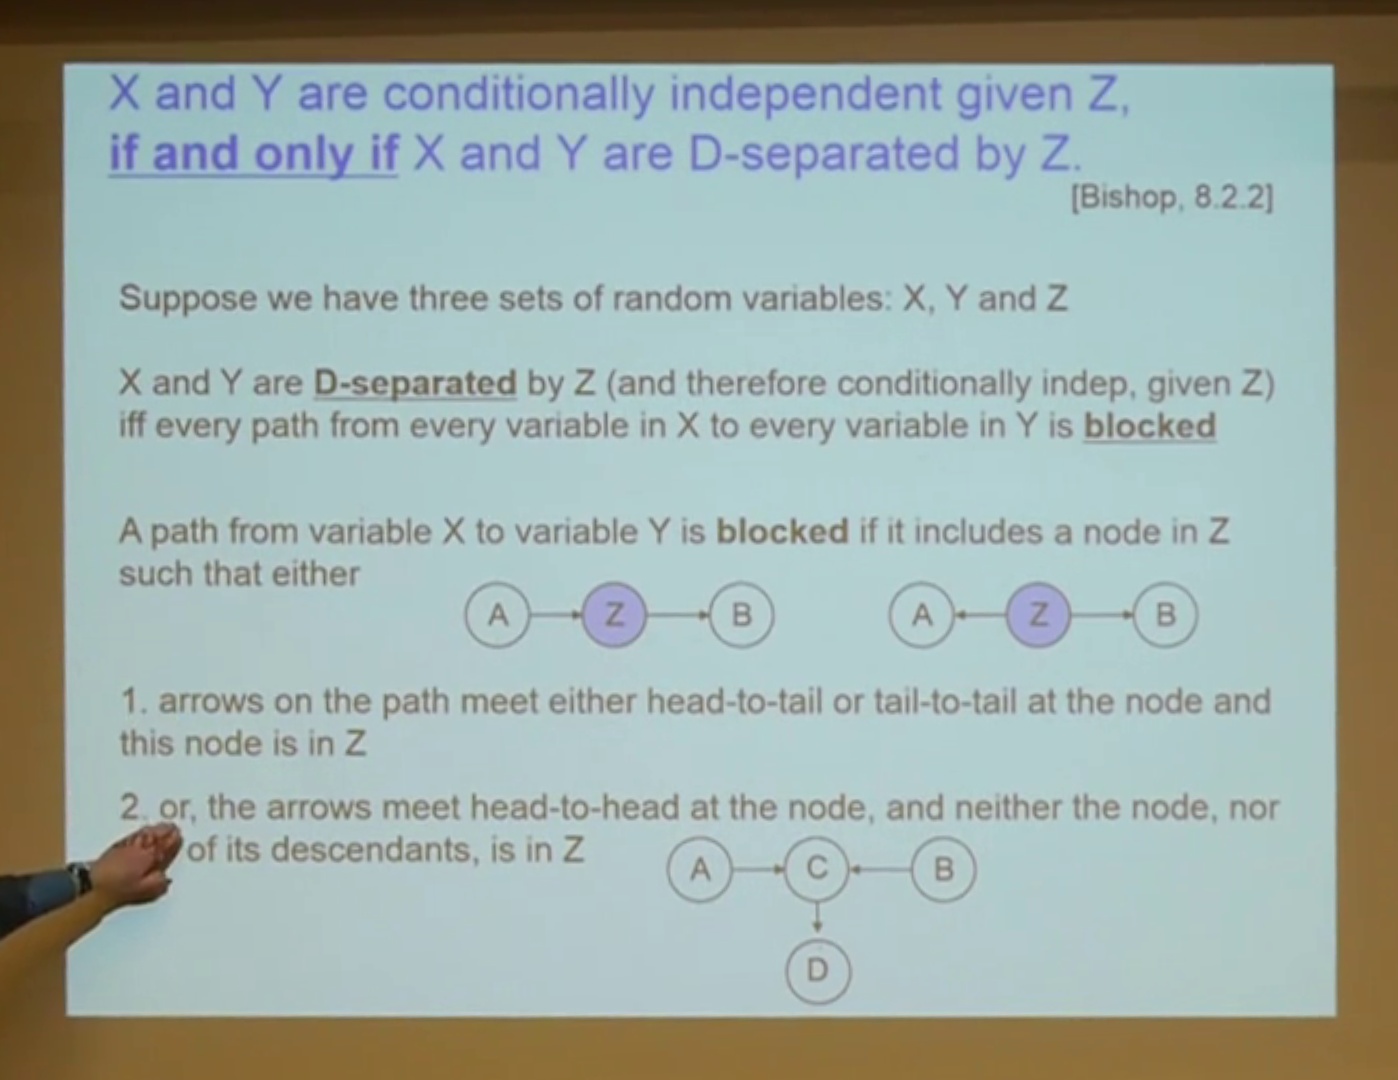 X and Y are conditionally independent given Z,
if and only if X and Y are D-separated by Z.
[Bishop, 8.2.2]
Suppose we have three sets of random variables: X, Y and Z
X and Y are D-separated by Z (and therefore conditionally indep, given Z)
iff every path from every variable in X to every variable in Y is blocked
A path from variable X to variable Y is blocked if it includes a node in Z
such that either
A Z B A Z B
1. arrows on the path meet either head-to-tail or tail-to-tail at the node and
this node is in Z
2. or, the arrows meet head-to-head at the node, and neither the node, nor
of its descendants, is in Z
A C B
D